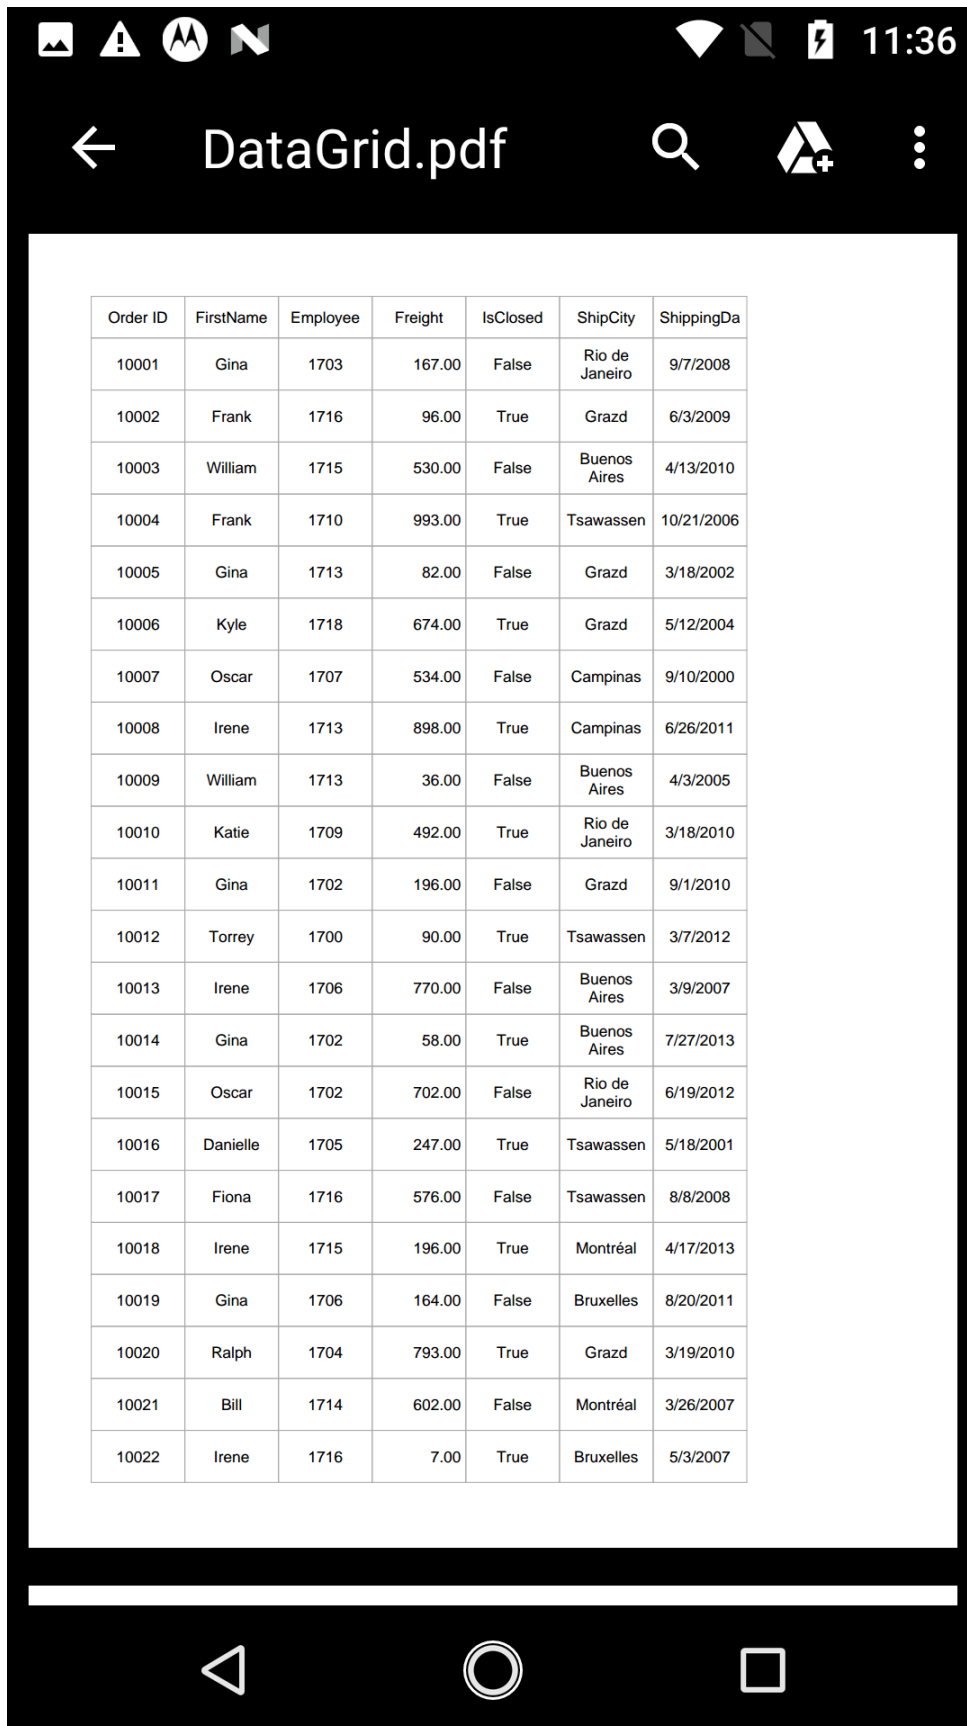 11:36
DataGrid.pdf
Order ID FirstName Employee Freight IsClosed ShipCity ShippingDa
10001 Gina 1703 167.00 False Rio de Janeiro 9/7/2008
10002 Frank 1716 96.00 True Grazd 6/3/2009
10003 William 1715 530.00 False Buenos Aires 4/13/2010
10004 Frank 1710 993.00 True Tsawassen 10/21/2006
10005 Gina 1713 82.00 False Grazd 3/18/2002
10006 Kyle 1718 674.00 True Grazd 5/12/2004
10007 Oscar 1707 534.00 False Campinas 9/10/2000
10008 Irene 1713 898.00 True Campinas 6/26/2011
10009 William 1713 36.00 False Buenos Aires 4/3/2005
10010 Katie 1709 492.00 True Rio de Janeiro 3/18/2010
10011 Gina 1702 196.00 False Grazd 9/1/2010
10012 Torrey 1700 90.00 True Tsawassen 3/7/2012
10013 Irene 1706 770.00 False Buenos Aires 3/9/2007
10014 Gina 1702 58.00 True Buenos Aires 7/27/2013
10015 Oscar 1702 702.00 False Rio de Janeiro 6/19/2012
10016 Danielle 1705 247.00 True Tsawassen 5/18/2001
10017 Fiona 1716 576.00 False Tsawassen 8/8/2008
10018 Irene 1715 196.00 True Montréal 4/17/2013
10019 Gina 1706 164.00 False Bruxelles 8/20/2011
10020 Ralph 1704 793.00 True Grazd 3/19/2010
10021 Bill 1714 602.00 False Montréal 3/26/2007
10022 Irene 1716 7.00 True Bruxelles 5/3/2007